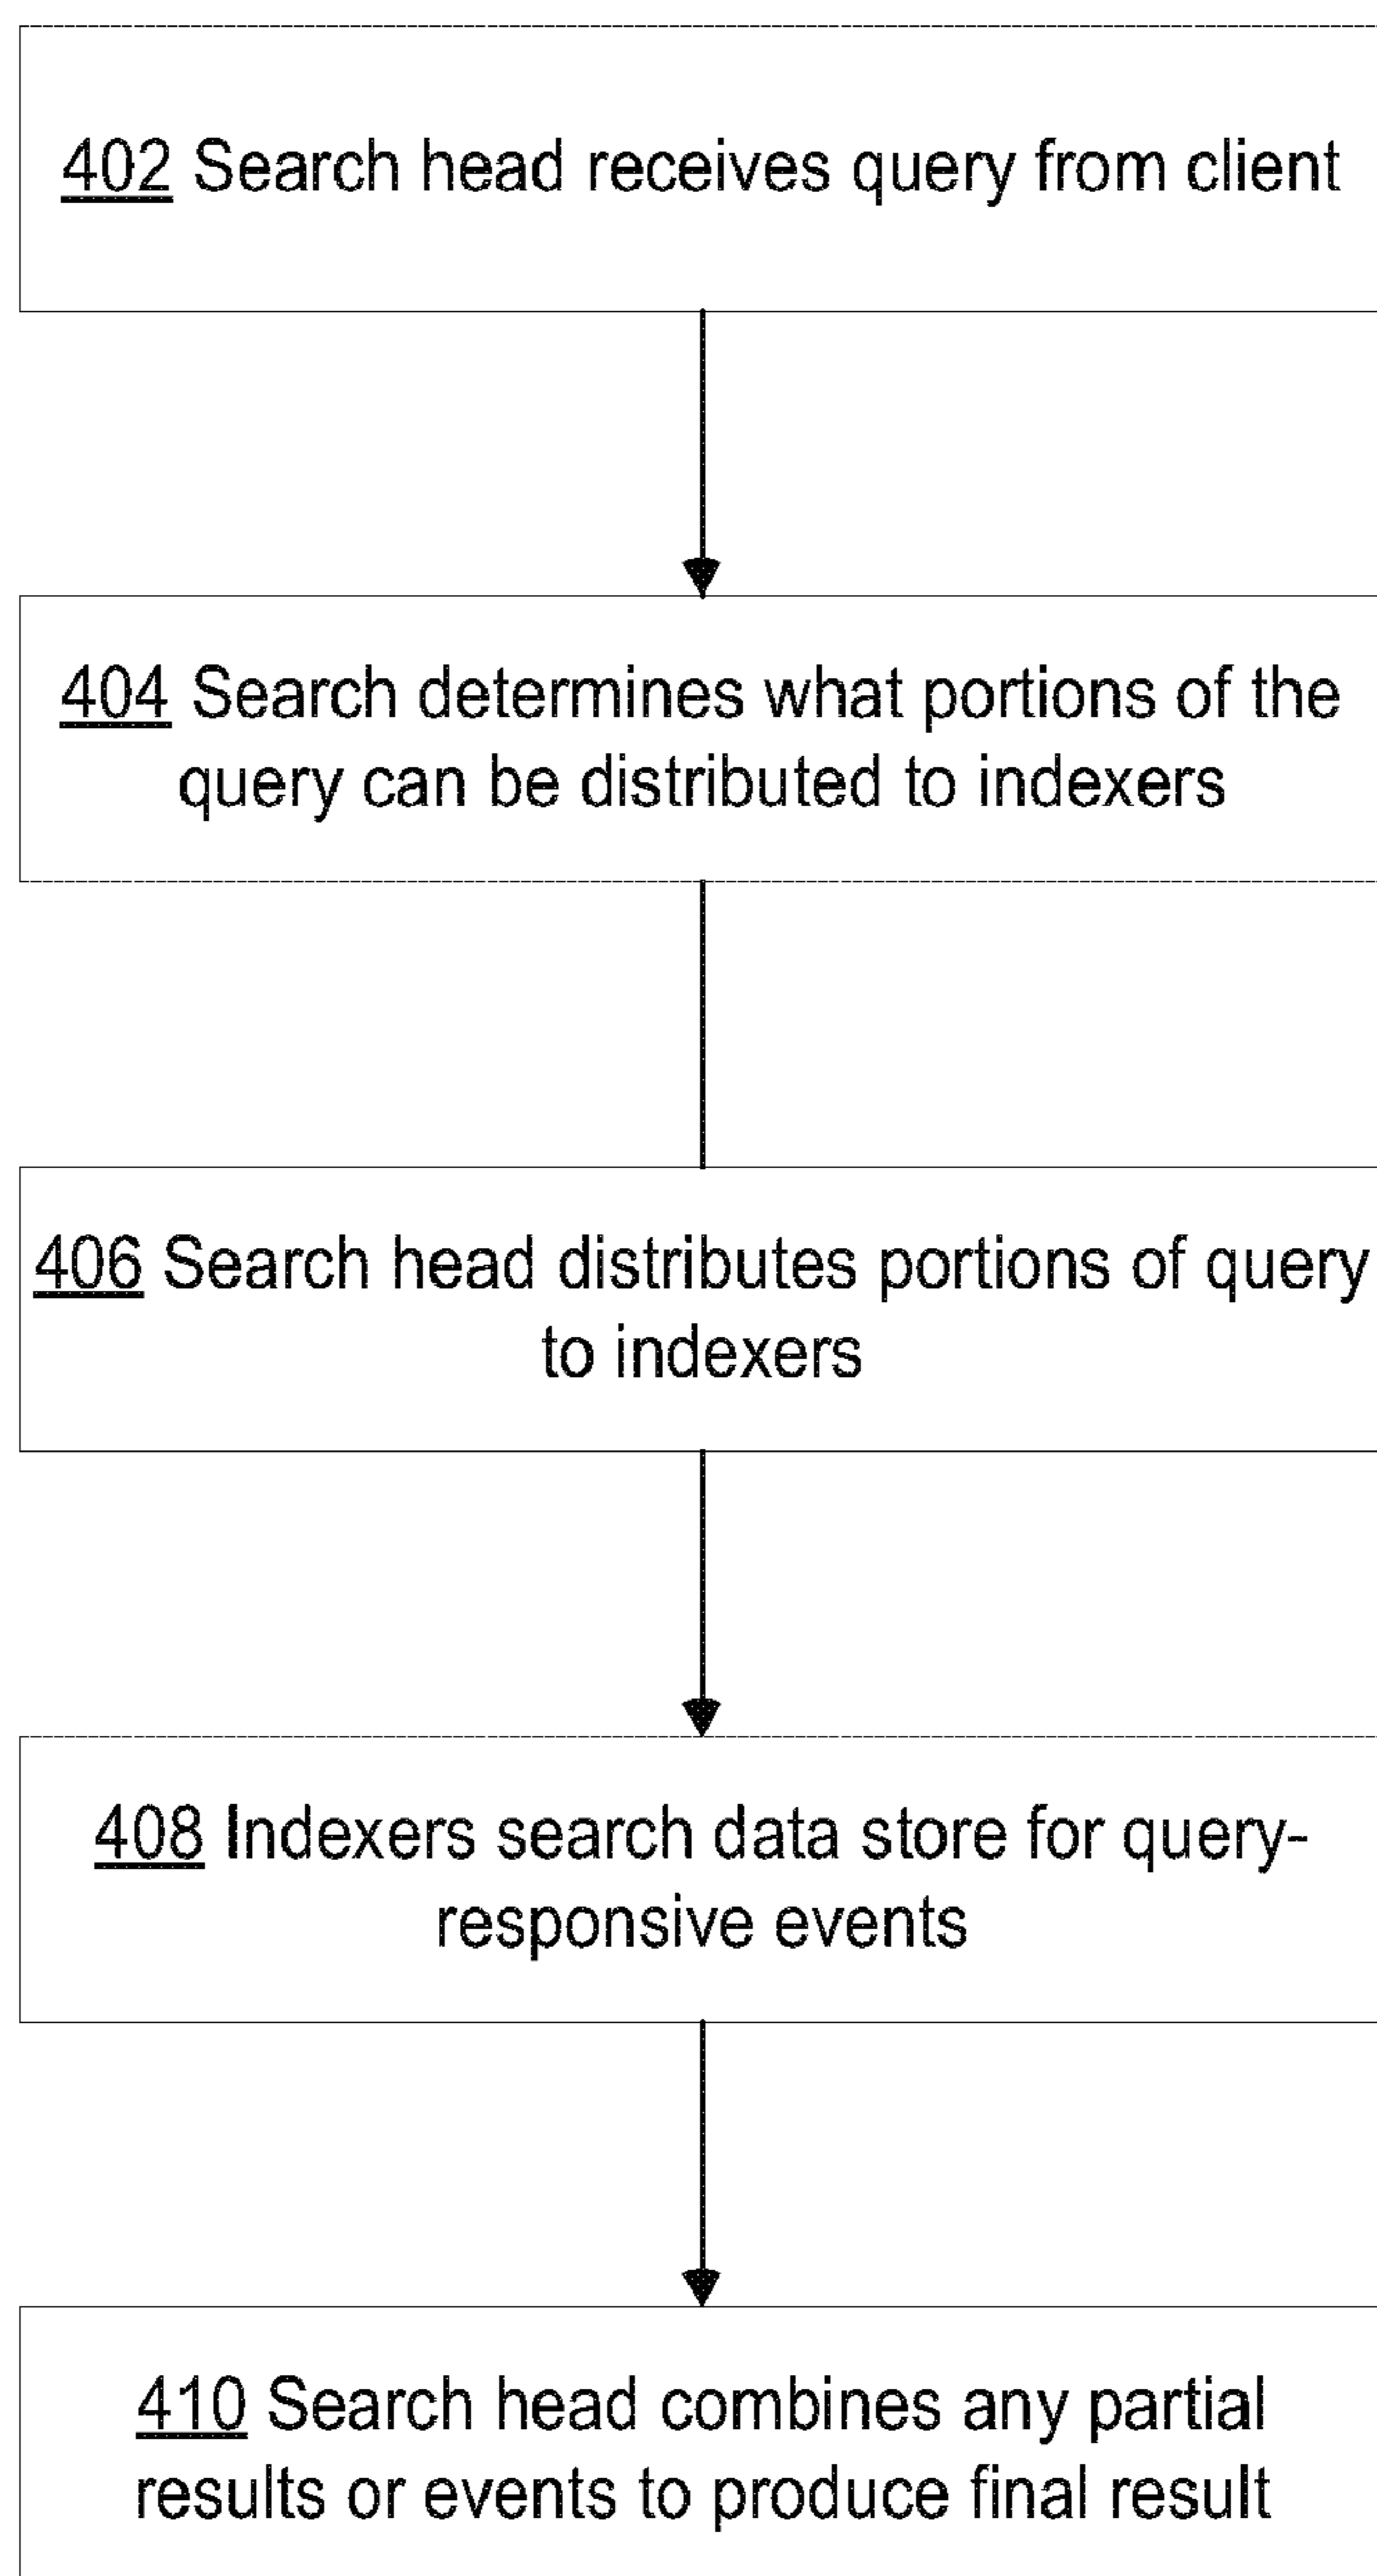 402 Search head receives query from client
404 Search determines what portions of the
query can be distributed to indexers
406 Search head distributes portions of query
to indexers
408 Indexers search data store for query-
responsive events
410 Search head combines any partial
results or events to produce final result